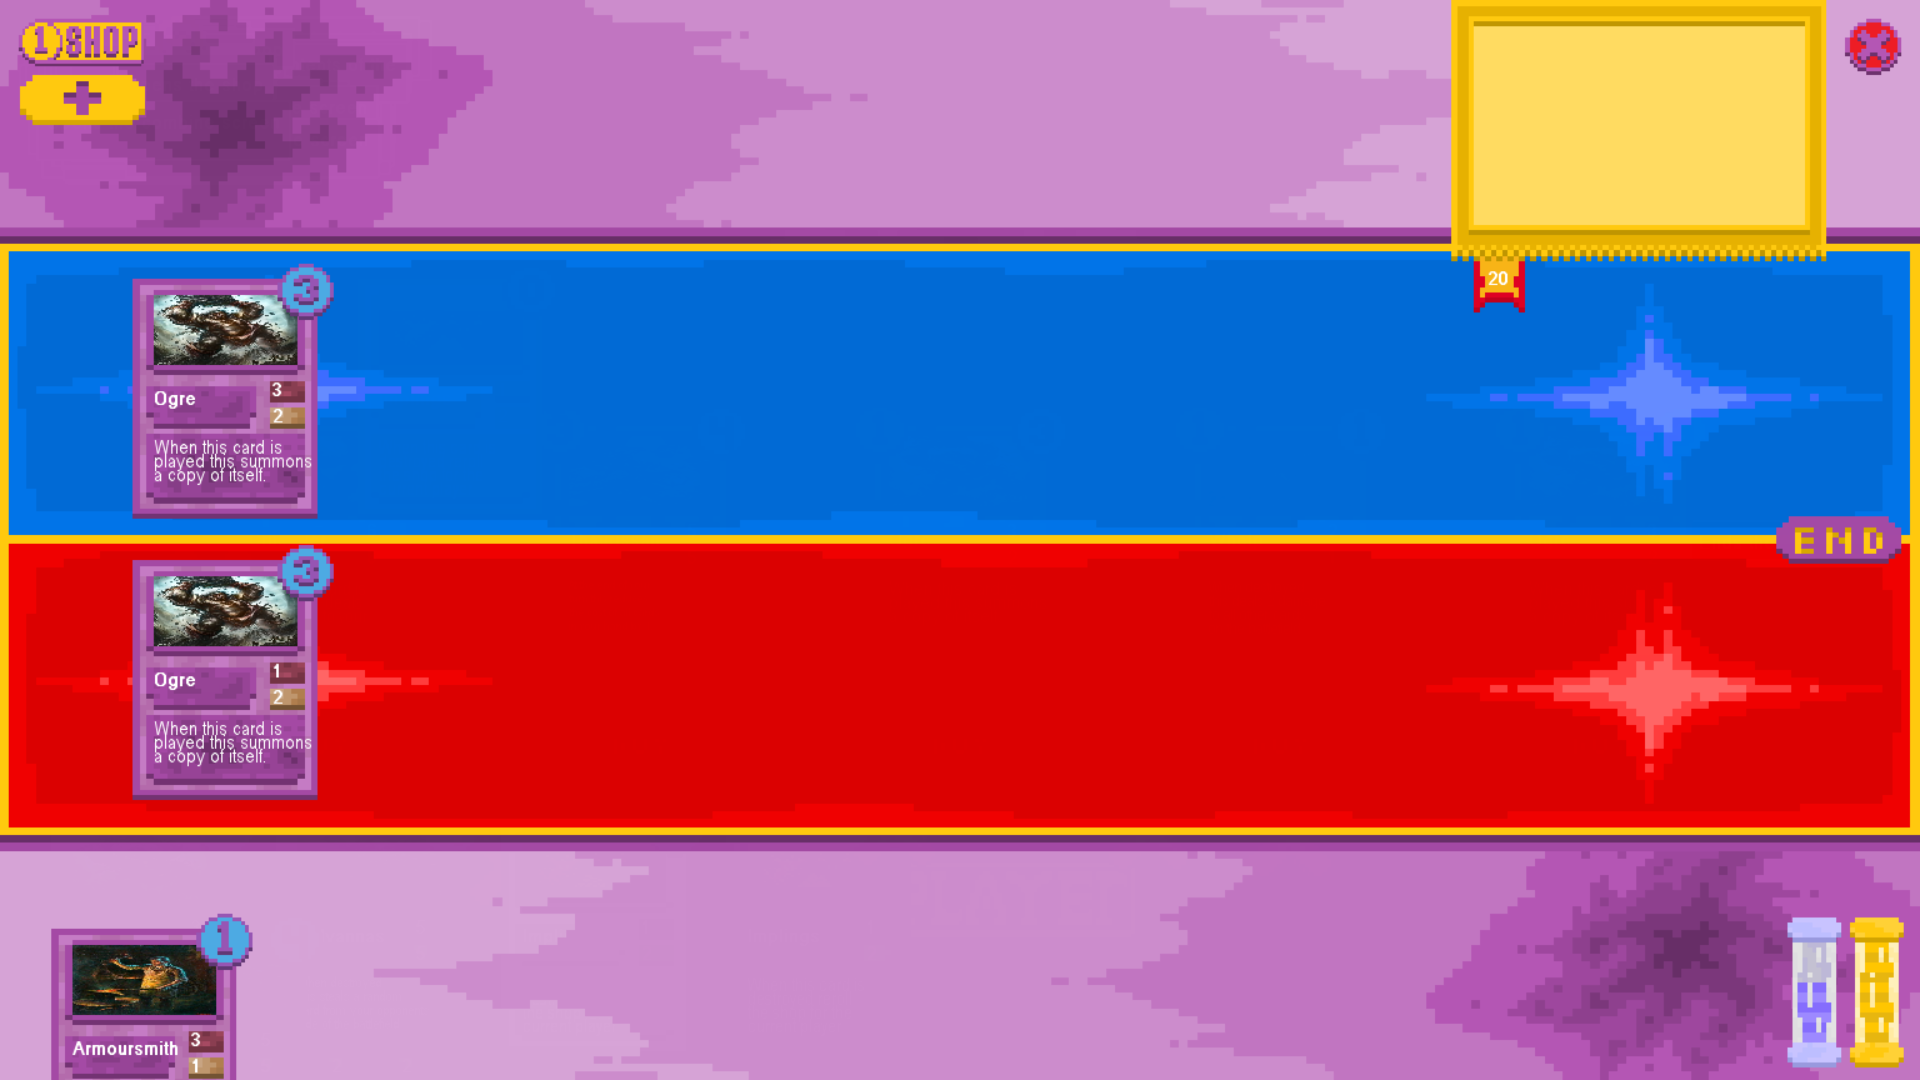 1 SHOP
+
20
3
Ogre
3
2
When this card is
played this summons
a copy of itself.
END
3
Ogre
1
2
When this card is
played this summons
a copy of itself.
1
Armoursmith
3
1